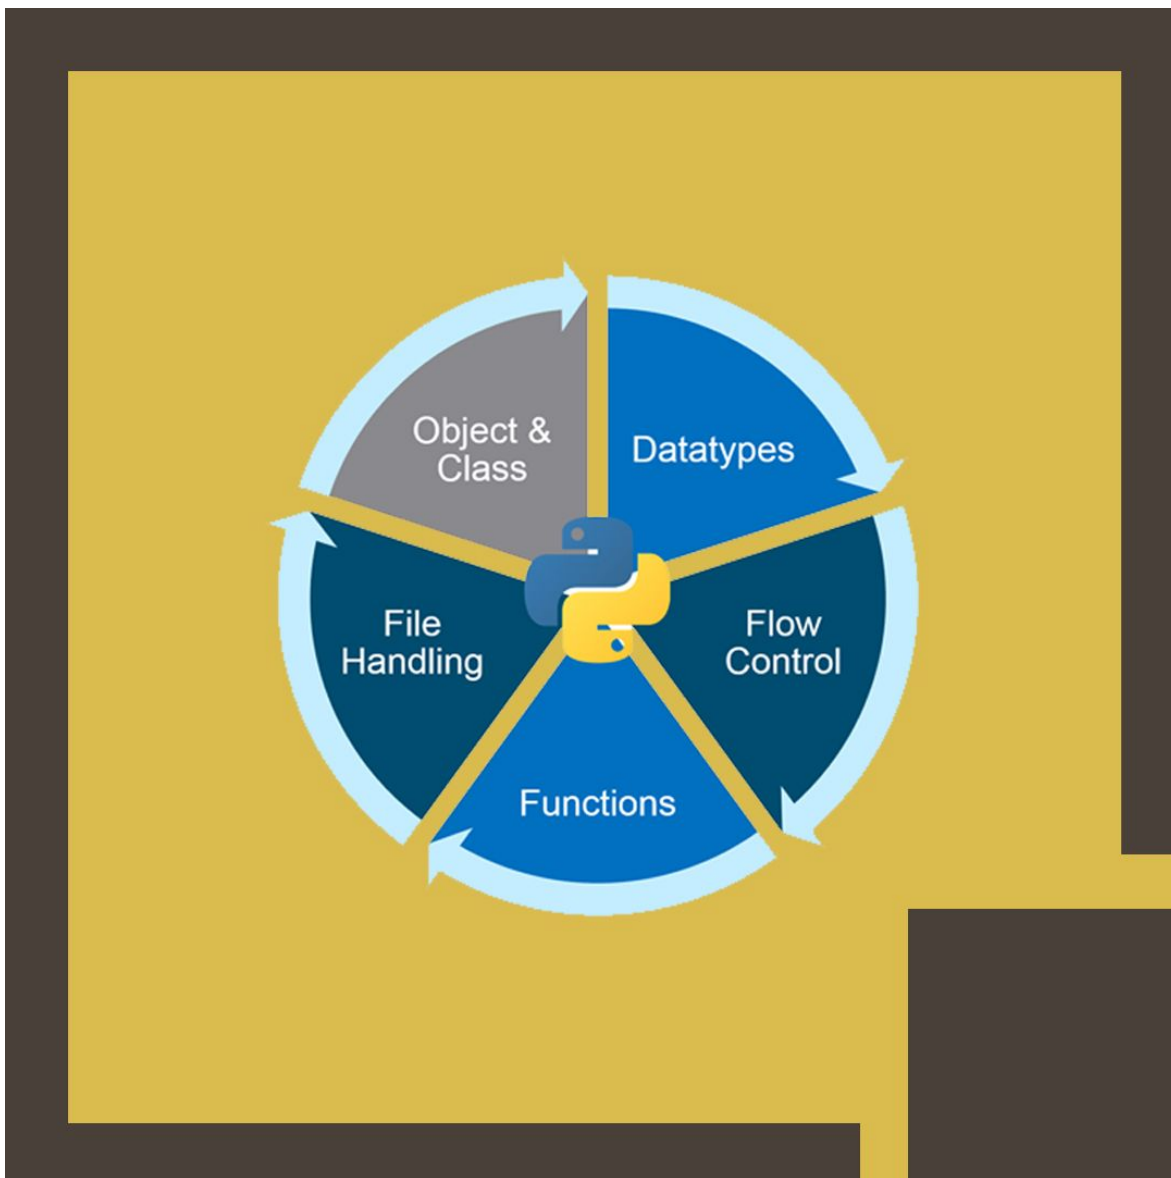 Object &
Class
Datatypes
File
Handling
Flow
Control
Functions